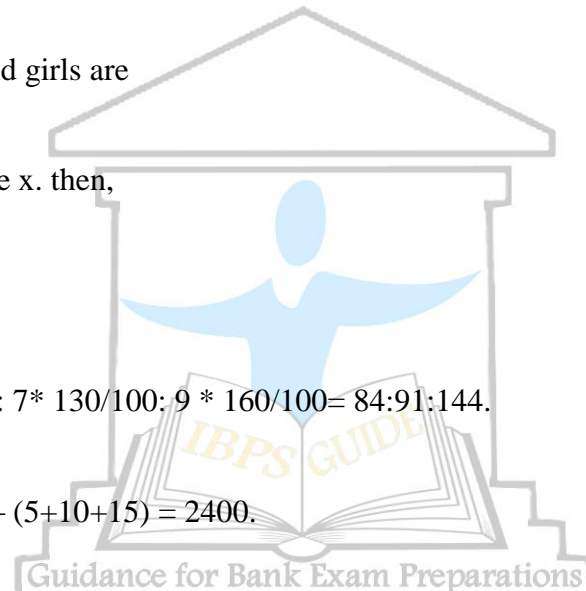 d girls are
e x. then,
: 7* 130/100: 9 * 160/100= 84:91:144.
IBPS GUIDE
- (5+10+15) = 2400.
Guidance for Bank Exam Preparations